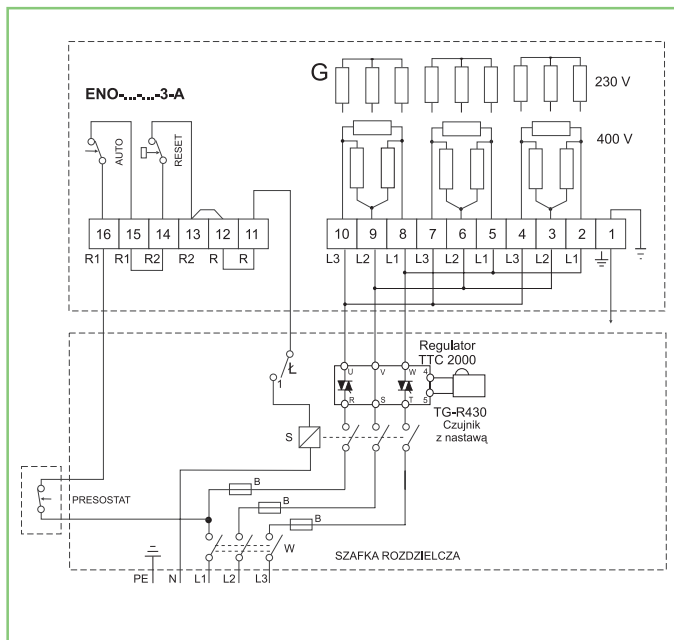 G
230 V
ENO-...-...-3-A
400 V
AUTO
RESET
16 15 14 13 12 11
10 9 8 7 6 5 4 3 2 1
R1 R1 R2 R2 R R
L3 L2 L1 L3 L2 L1 L3 L2 L1
Regulator
TTC 2000
Ł
1
U V W 4
R S T 5
TG-R430
Czujnik
z nastawą
S
B
PRESOSTAT
B
B
W
SZAFKA ROZDZIELCZA
PE N L1 L2 L3